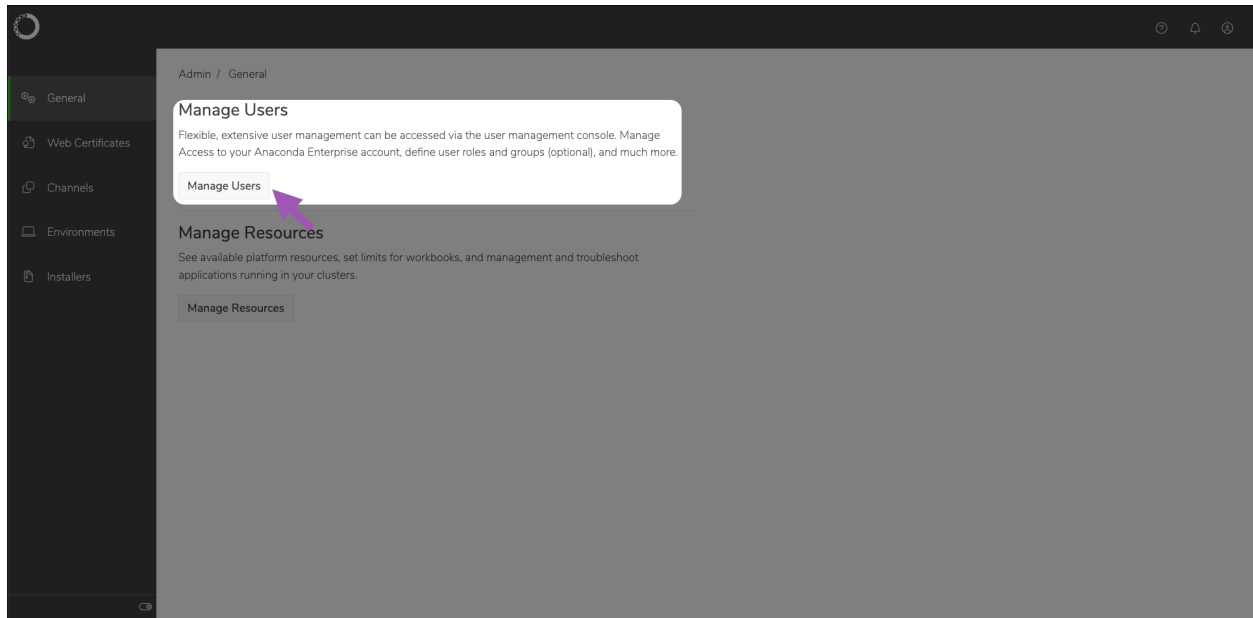 Admin / General
General
Web Certificates
Channels
Environments
Installers
Manage Users
Flexible, extensive user management can be accessed via the user management console. Manage
Access to your Anaconda Enterprise account, define user roles and groups (optional), and much more.
Manage Users
Manage Resources
See available platform resources, set limits for workbooks, and management and troubleshoot
applications running in your clusters.
Manage Resources